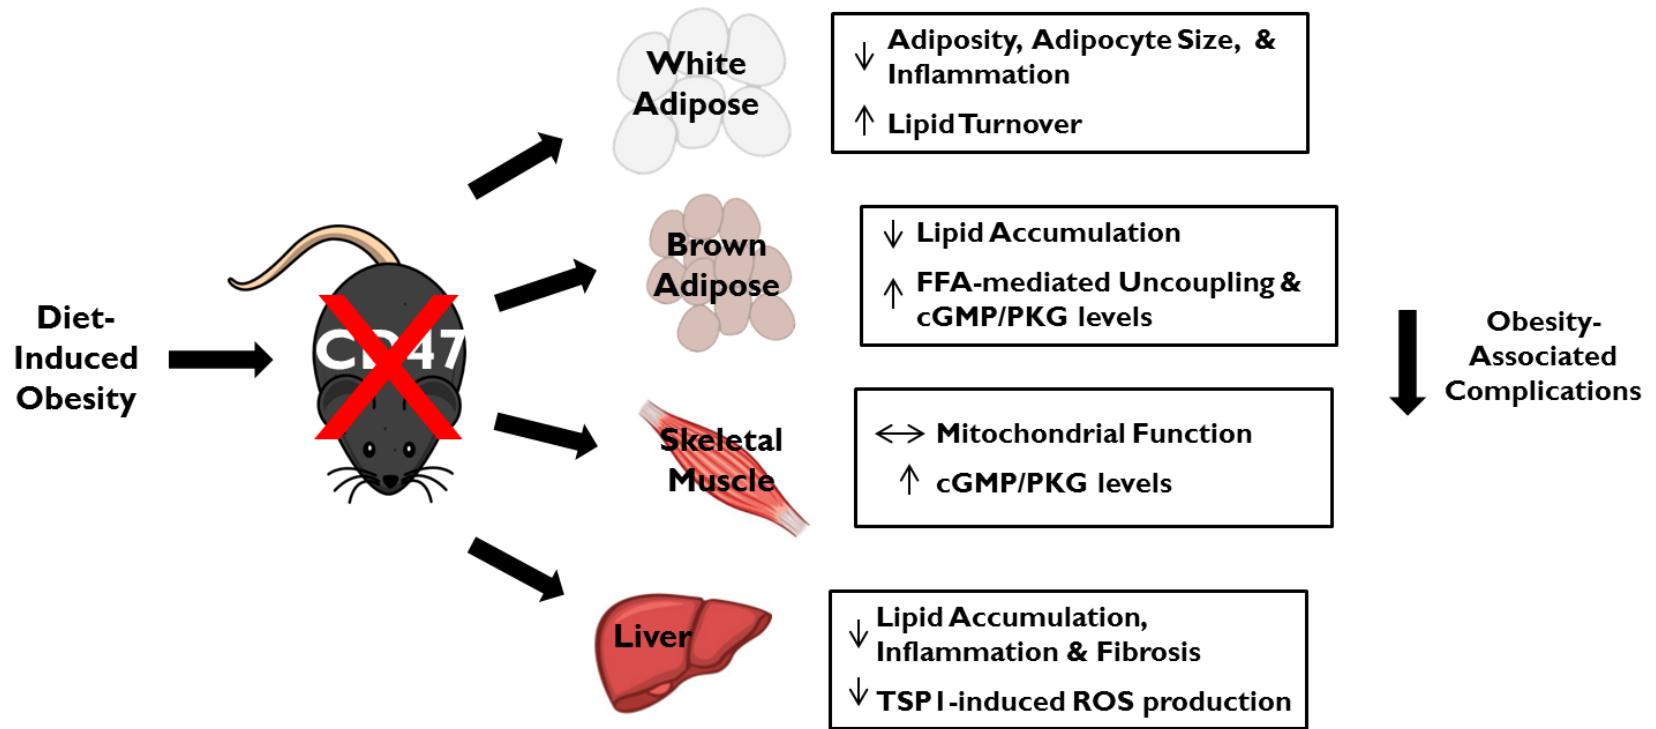 Diet-
Induced
Obesity
CD47
White
Adipose
↓ Adiposity, Adipocyte Size, &
Inflammation
↑ Lipid Turnover
Brown
Adipose
↓ Lipid Accumulation
↑ FFA-mediated Uncoupling &
cGMP/PKG levels
Skeletal
Muscle
↔ Mitochondrial Function
↑ cGMP/PKG levels
Liver
↓ Lipid Accumulation,
Inflammation & Fibrosis
↓ TSP1-induced ROS production
Obesity-
Associated
Complications